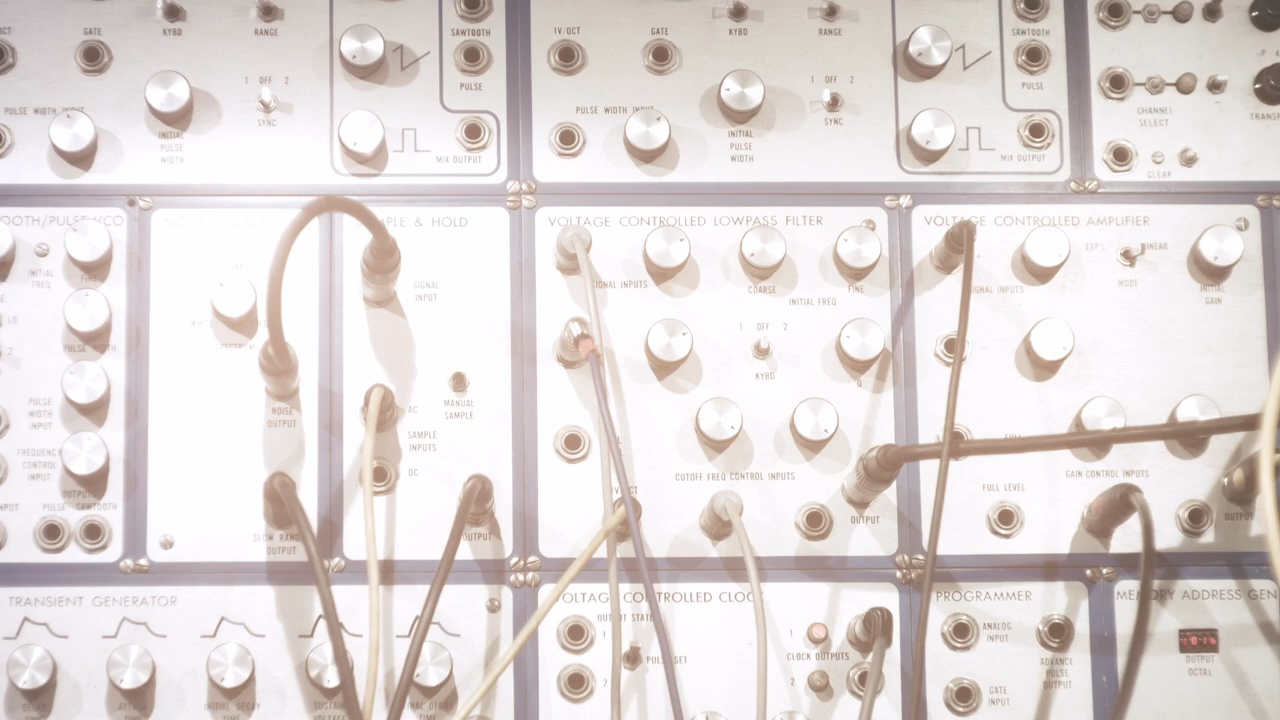 GATE
KYBD
RANGE
SAWTOOTH
PULSE
1 OFF 2
SYNC
PULSE WIDTH INPUT
INITIAL
PULSE
WIDTH
MIX OUTPUT
1V/OCT
GATE
KYBD
RANGE
SAWTOOTH
PULSE
1 OFF 2
SYNC
PULSE WIDTH INPUT
INITIAL
PULSE
WIDTH
MIX OUTPUT
CHANNEL
SELECT
CLEAR
INITIAL
FREQ
FINE
PULSE WIDTH
PULSE
WIDTH
INPUT
FREQUENCY
CONTROL
INPUT
OUTPUTS
PULSE SAWTOOTH
SPECTRUM
NOISE
OUTPUT
OUTPUT
& HOLD
SIGNAL
INPUT
MANUAL
SAMPLE
AC
SAMPLE
INPUTS
DC
OUTPUT
VOLTAGE CONTROLLED LOWPASS FILTER
SIGNAL INPUTS
COARSE
FINE
INITIAL FREQ
1 OFF 2
KYBD
Q
CUTOFF FREQ CONTROL INPUTS
OUTPUT
VOLTAGE CONTROLLED AMPLIFIER
SIGNAL INPUTS
LINEAR
MODE
INITIAL
GAIN
GAIN CONTROL INPUTS
FULL LEVEL
OUTPUT
TRANSIENT GENERATOR
INITIAL DECAY
TIME
SUSTAIN
VOLTAGE
VOLTAGE CONTROLLED CLOCK
OUTPUT STATE
1
PULSE SET
2
1
CLOCK OUTPUTS
2
PROGRAMMER
ANALOG
INPUT
ADVANCE
PULSE
OUTPUT
GATE
INPUT
MEMORY ADDRESS GEN
OUTPUT
OCTAL